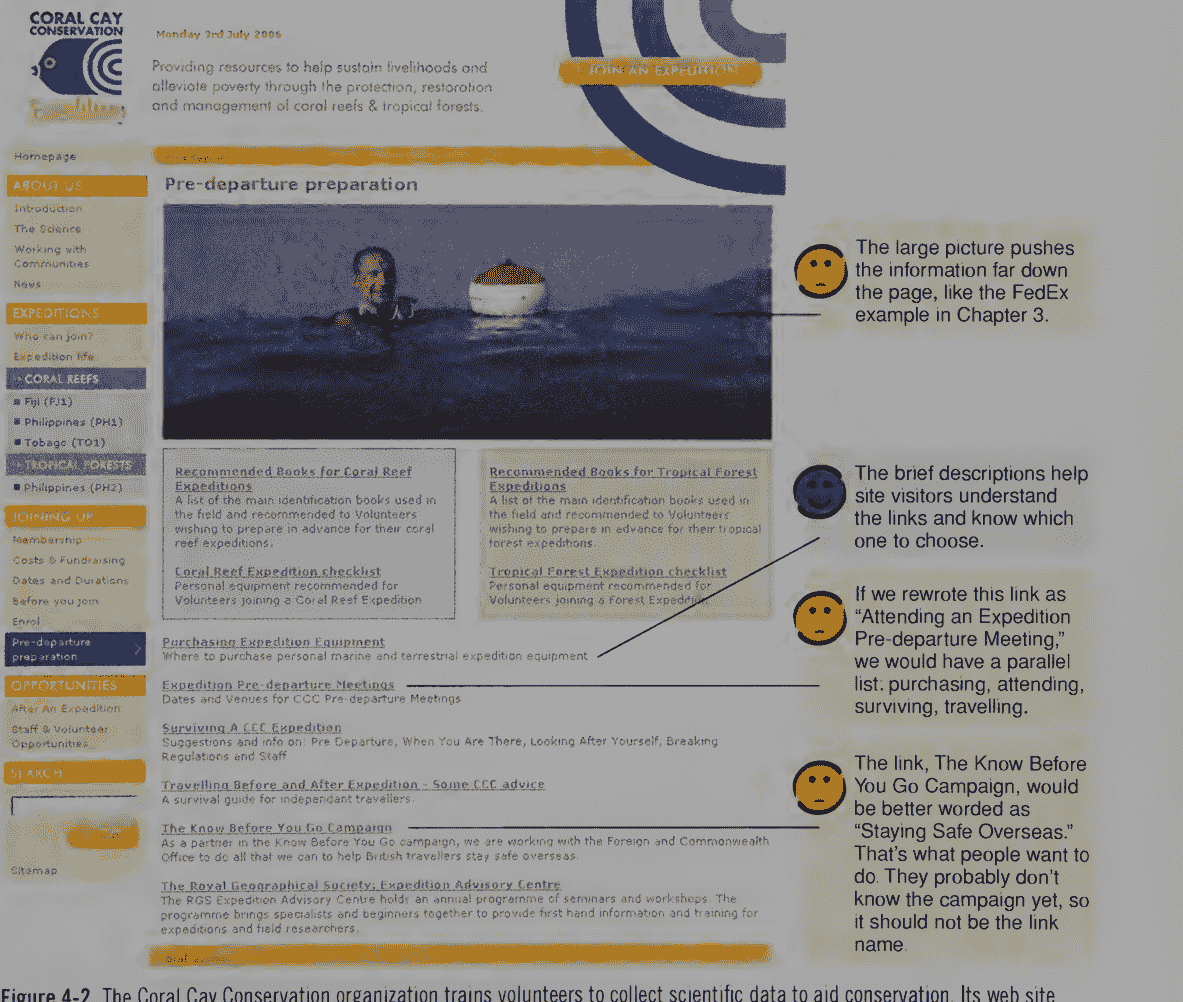 CORAL CAY
CONSERVATION
Expeditions
Monday 3rd July 2006
Providing resources to help sustain livelihoods and
alleviate poverty through the protection, restoration
and management of coral reefs & tropical forests.
JOIN AN EXPEDITION
Homepage
ABOUT US
Introduction
The Science
Working with
Communities
News
EXPEDITIONS
Who can join?
Expedition life
CORAL REEFS
Fiji (FJ1)
Philippines (PH1)
Tobago (TO1)
TROPICAL FORESTS
Philippines (PH2)
JOINING UP
Membership
Costs & Fundraising
Dates and Durations
Before you join
Enrol
Pre-departure
preparation
OPPORTUNITIES
After An Expedition
Staff & Volunteer
Opportunities
SEARCH
Sitemap
Pre-departure preparation
Recommended Books for Coral Reef
Expeditions
A list of the main identification books used in
the field and recommended to Volunteers
wishing to prepare in advance for their coral
reef expeditions.
Coral Reef Expedition checklist
Personal equipment recommended for
Volunteers joining a Coral Reef Expedition
Recommended Books for Tropical Forest
Expeditions
A list of the main identification books used in
the field and recommended to Volunteers
wishing to prepare in advance for their tropical
forest expeditions.
Tropical Forest Expedition checklist
Personal equipment recommended for
Volunteers joining a Forest Expedition
Purchasing Expedition Equipment
Where to purchase personal marine and terrestrial expedition equipment
Expedition Pre-departure Meetings
Dates and Venues for CCC Pre-departure Meetings
Surviving A CCC Expedition
Suggestions and info on: Pre Departure, When You Are There, Looking After Yourself, Breaking
Regulations and Staff
Travelling Before and After Expedition - Some CCC advice
A survival guide for independant travellers.
The Know Before You Go Campaign
As a partner in the Know Before You Go campaign, we are working with the Foreign and Commonwealth
Office to do all that we can to help British travellers stay safe overseas.
The Royal Geographical Society; Expedition Advisory Centre
The RGS Expedition Advisory Centre holds an annual programme of seminars and workshops. The
programme brings specialists and beginners together to provide first hand information and training for
expeditions and field researchers.
The large picture pushes
the information far down
the page, like the FedEx
example in Chapter 3.
The brief descriptions help
site visitors understand
the links and know which
one to choose.
If we rewrote this link as
“Attending an Expedition
Pre-departure Meeting,”
we would have a parallel
list: purchasing, attending,
surviving, travelling.
The link, The Know Before
You Go Campaign, would
be better worded as
“Staying Safe Overseas.”
That’s what people want to
do. They probably don’t
know the campaign yet, so
it should not be the link
name.
Figure 4-2 The Coral Cay Conservation organization trains volunteers to collect scientific data to aid conservation. Its web site